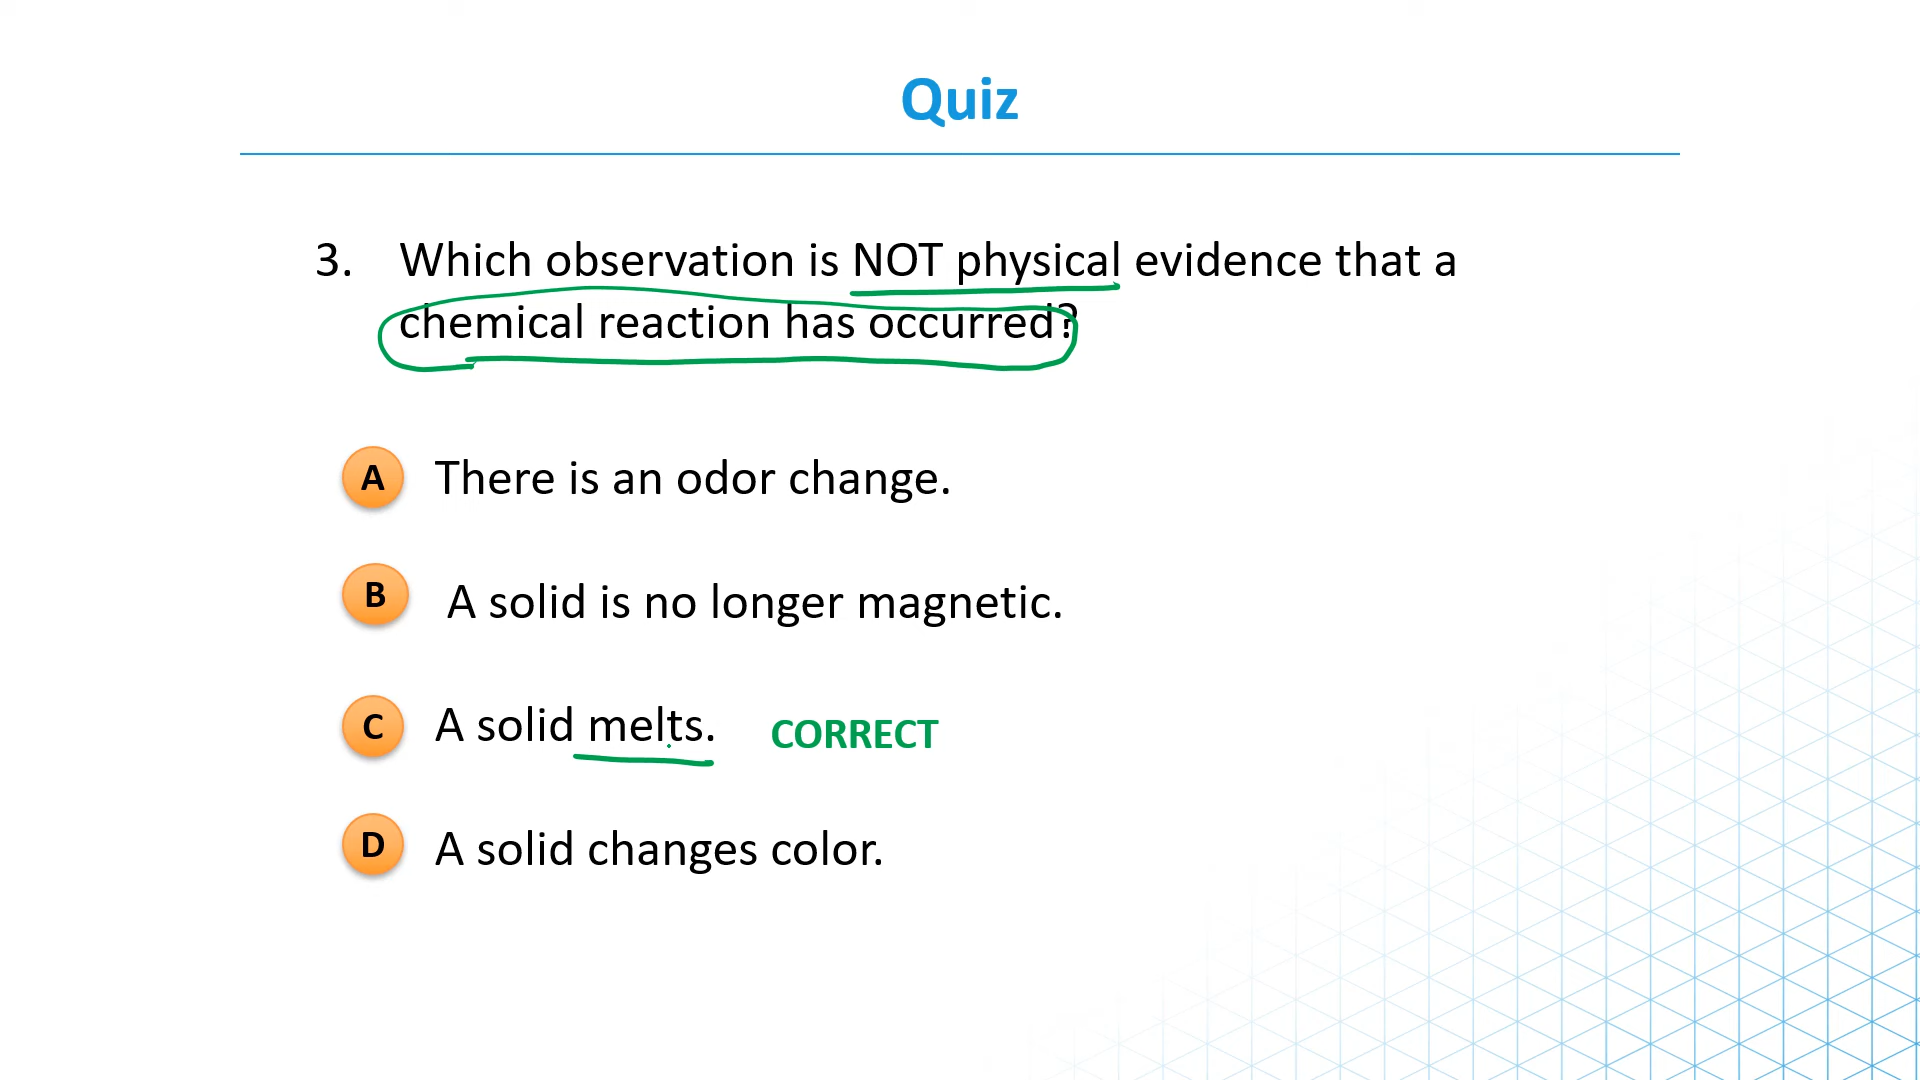 Quiz
3. Which observation is NOT physical evidence that a
chemical reaction has occurred?
A There is an odor change.
B A solid is no longer magnetic.
C A solid melts. CORRECT
D A solid changes color.